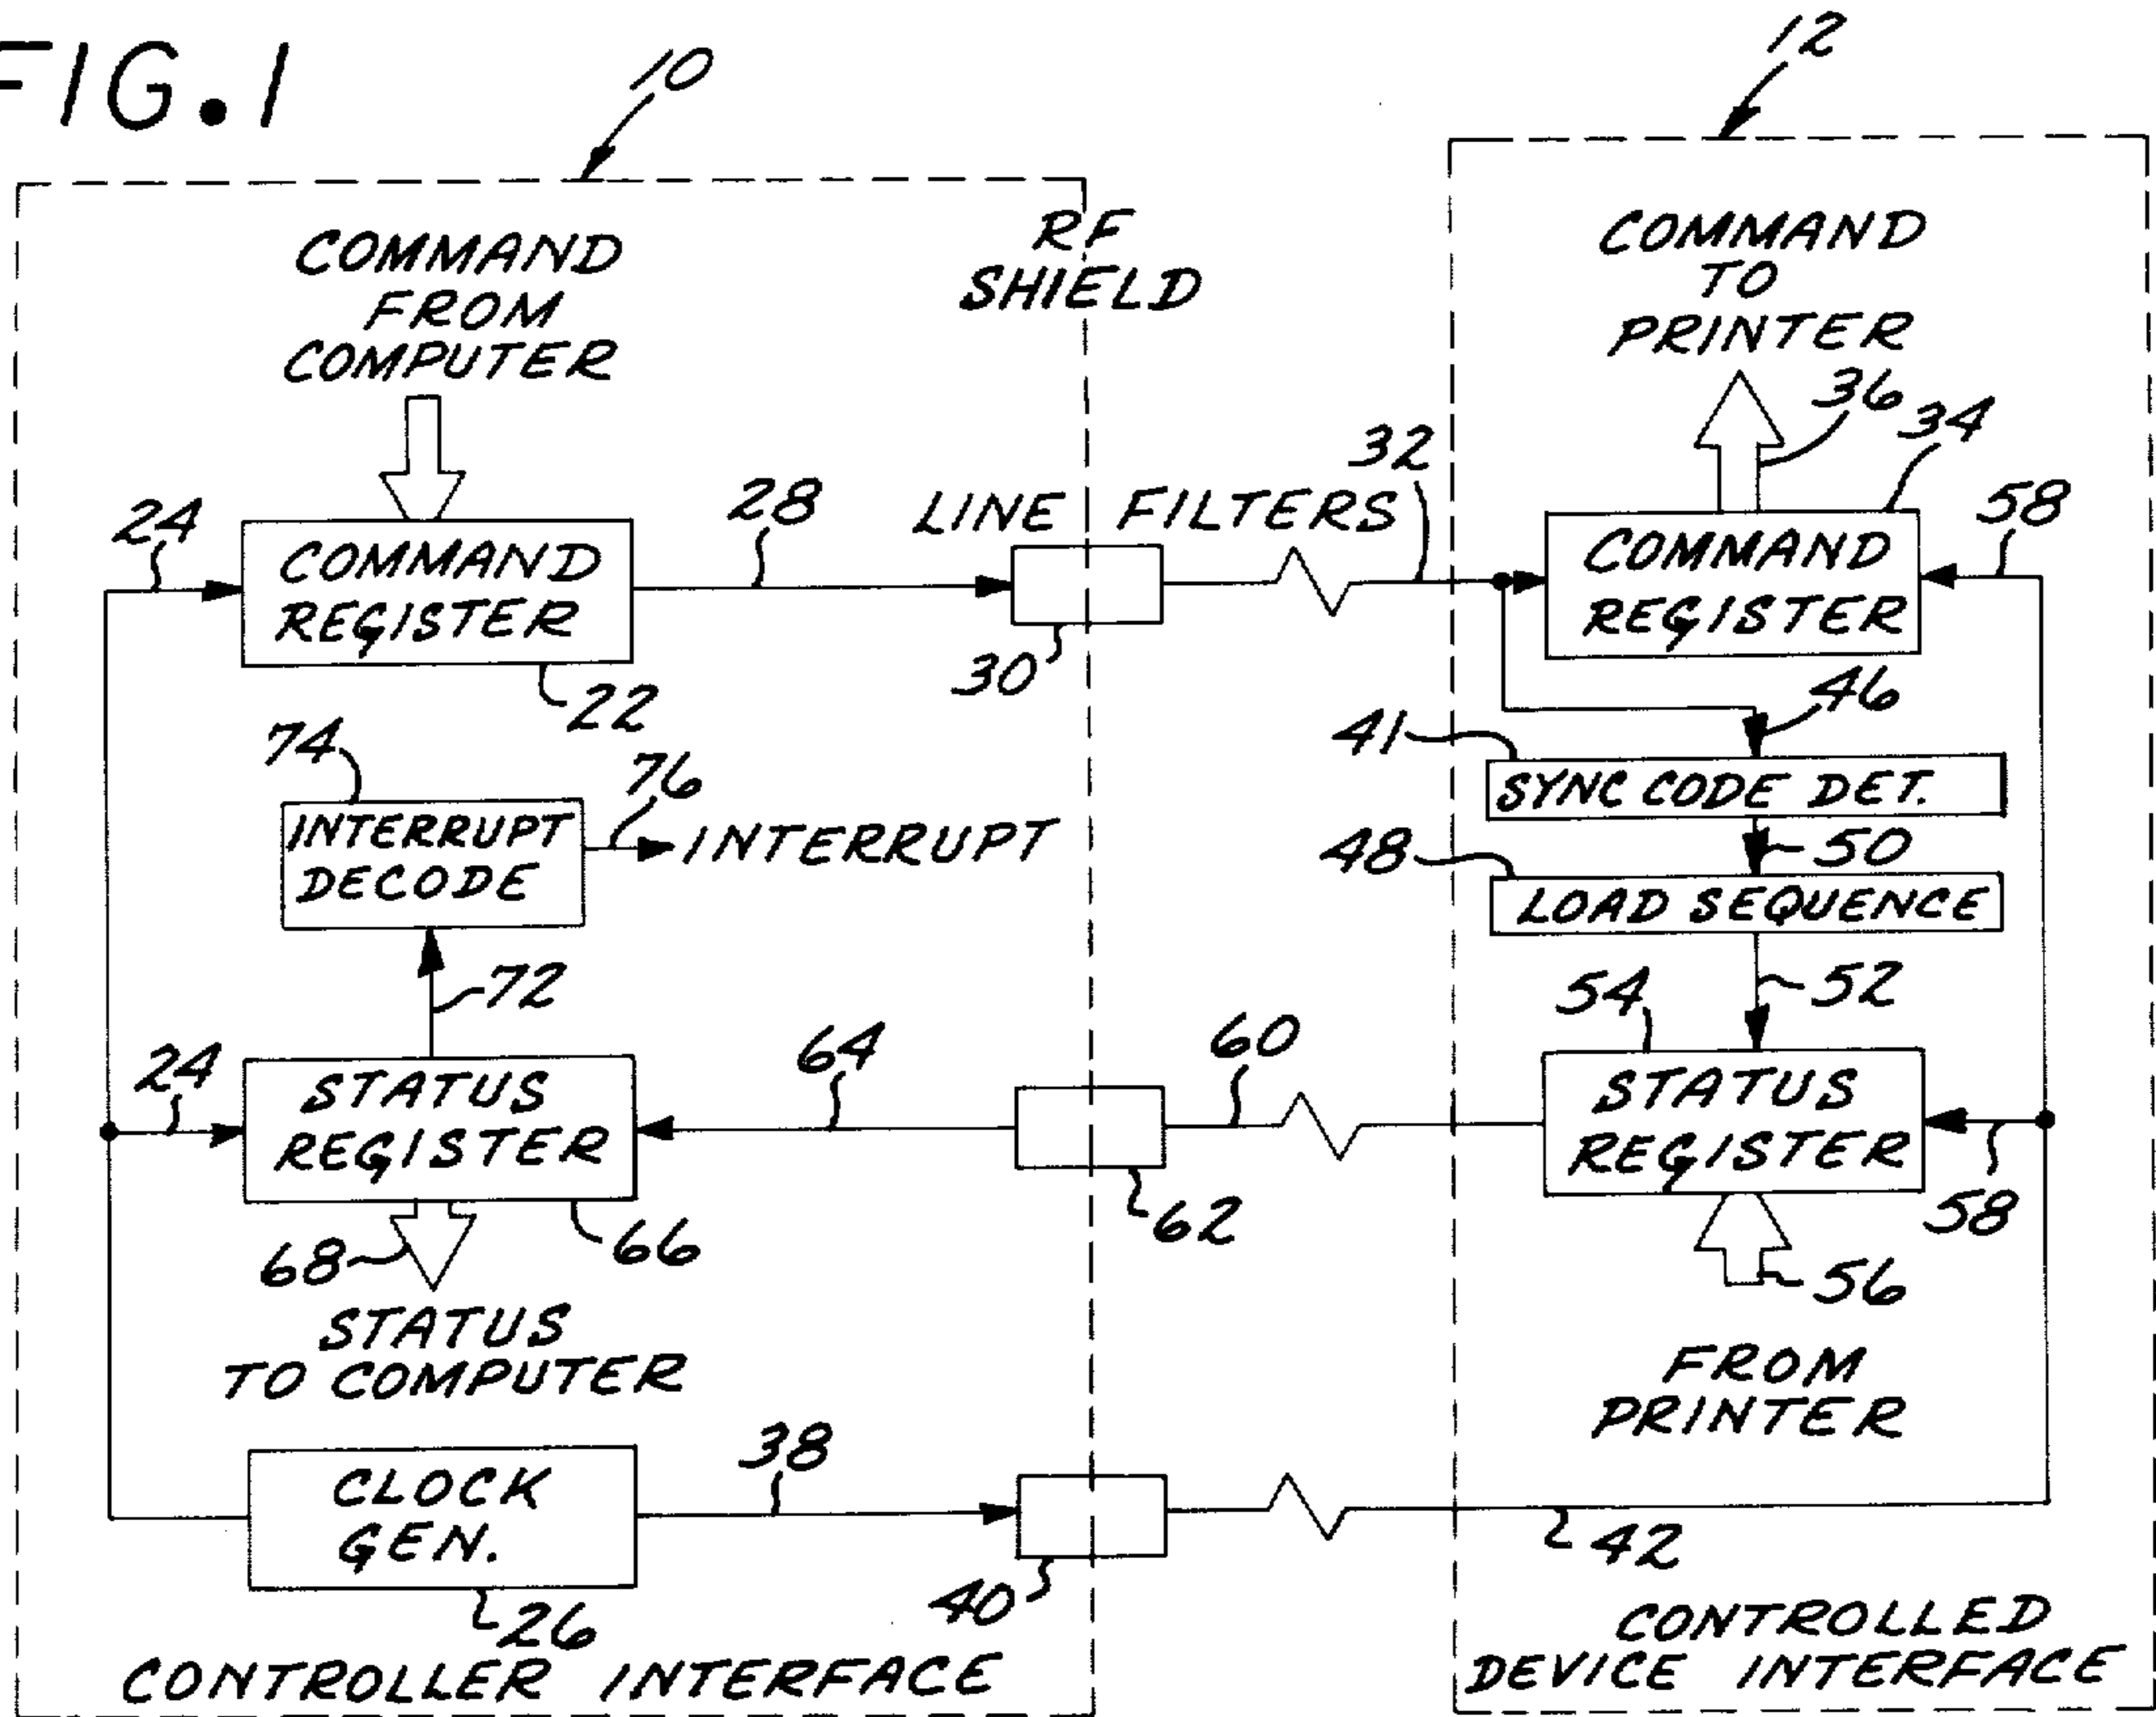 FIG. 1
10
12
COMMAND
FROM
COMPUTER
RF
SHIELD
COMMAND
TO
PRINTER
36
34
32
24
28
LINE FILTERS
58
COMMAND
REGISTER
COMMAND
REGISTER
22
30
46
74
76
41
SYNC CODE DET.
INTERRUPT
DECODE
INTERRUPT
50
48
LOAD SEQUENCE
72
52
54
24
64
60
STATUS
REGISTER
STATUS
REGISTER
68
66
62
58
56
STATUS
TO COMPUTER
FROM
PRINTER
38
CLOCK
GEN.
42
26
40
CONTROLLER INTERFACE
CONTROLLED
DEVICE INTERFACE